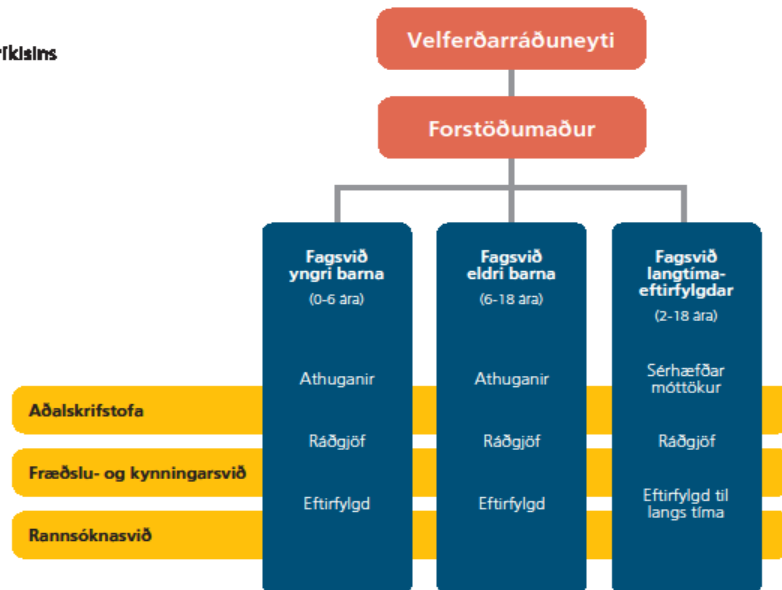 ríkisins
Velferðarráðuneyti
Forstöðumaður
Fagsvið
yngri barna
(0-6 ára)
Athuganir
Ráðgjöf
Eftirfylgd
Fagsvið
eldri barna
(6-18 ára)
Athuganir
Ráðgjöf
Eftirfylgd
Fagsvið
langtíma-
eftirfylgdar
(2-18 ára)
Sérhæfðar
móttökur
Ráðgjöf
Eftirfylgd til
langs tíma
Aðalskrifstofa
Fræðslu- og kynningarsvið
Rannsóknasvið